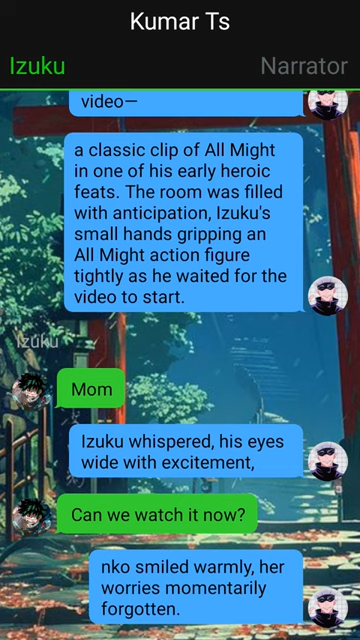 Kumar Ts
Izuku
Narrator
video—
a classic clip of All Might
in one of his early heroic
feats. The room was filled
with anticipation, Izuku's
small hands gripping an
All Might action figure
tightly as he waited for the
video to start.
Izuku
Mom
Izuku whispered, his eyes
wide with excitement,
Can we watch it now?
nko smiled warmly, her
worries momentarily
forgotten.